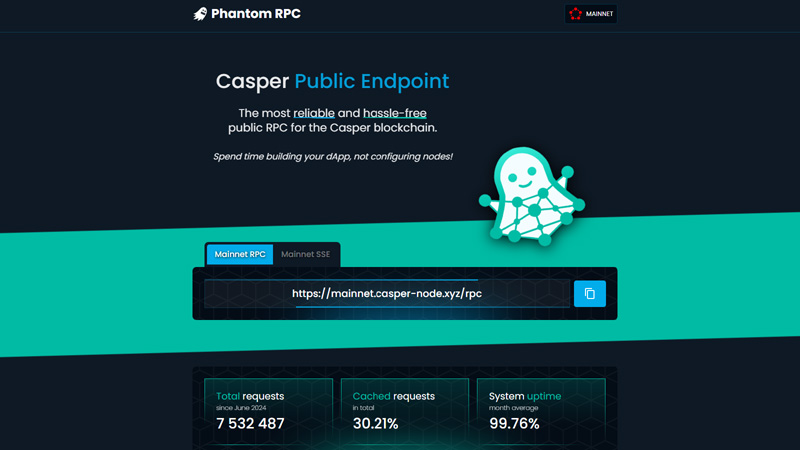 Phantom RPC
MAINNET
Casper Public Endpoint
The most reliable and hassle-free
public RPC for the Casper blockchain.
Spend time building your dApp, not configuring nodes!
Mainnet RPC
Mainnet SSE
https://mainnet.casper-node.xyz/rpc
Total requests
since June 2024
7 532 487
Cached requests
in total
30.21%
System uptime
month average
99.76%